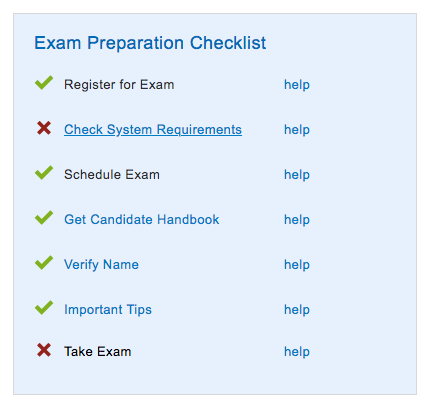 Exam Preparation Checklist
Register for Exam help
Check System Requirements help
Schedule Exam help
Get Candidate Handbook help
Verify Name help
Important Tips help
Take Exam help